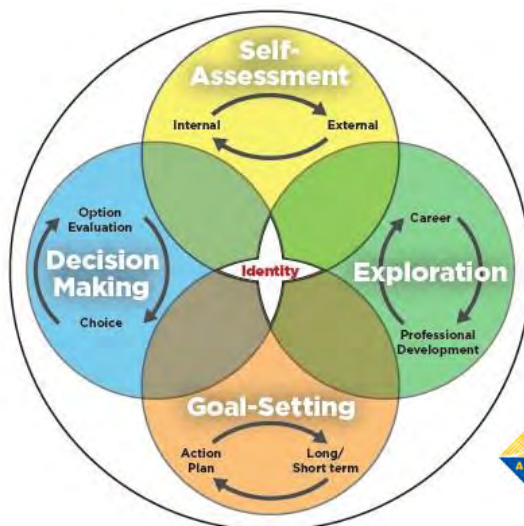 Self-
Assessment
Internal
External
Option
Evaluation
Decision
Making
Choice
Identity
Career
Exploration
Professional
Development
Goal-Setting
Action
Plan
Long/
Short term